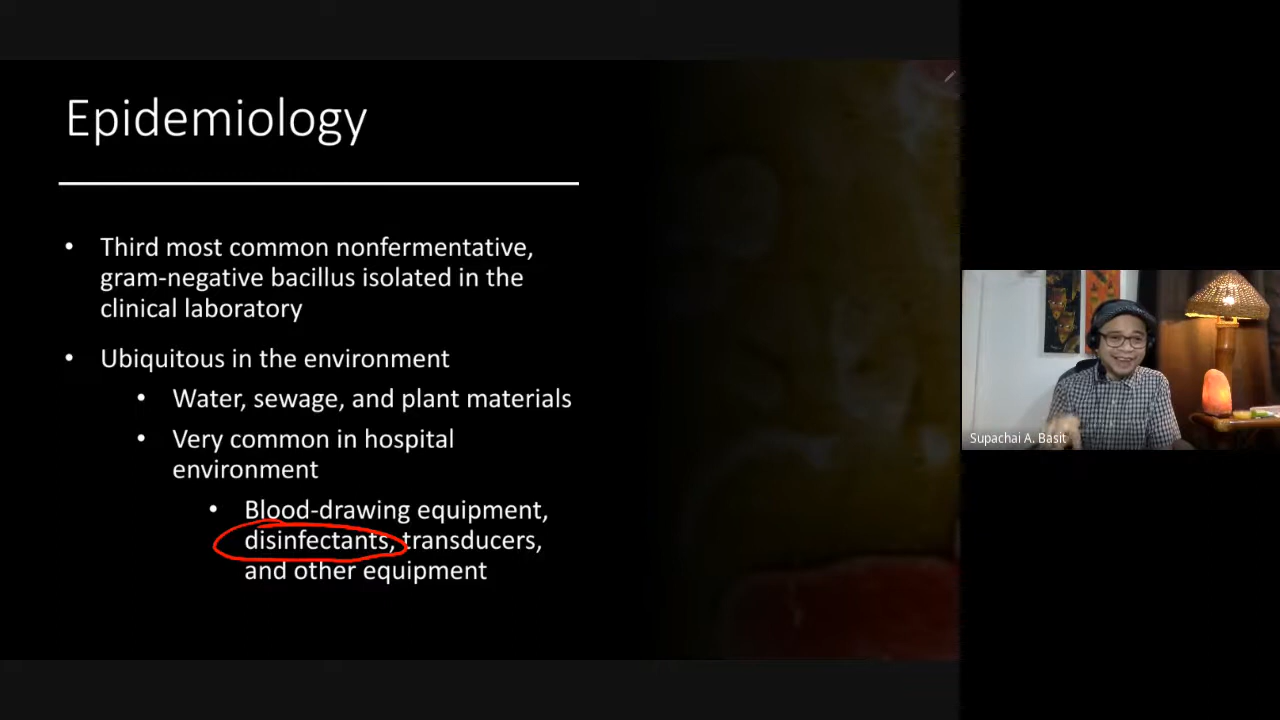 Epidemiology
• Third most common nonfermentative,
gram-negative bacillus isolated in the
clinical laboratory
• Ubiquitous in the environment
• Water, sewage, and plant materials
• Very common in hospital
environment
• Blood-drawing equipment,
disinfectants, transducers,
and other equipment
Supachai A. Basit